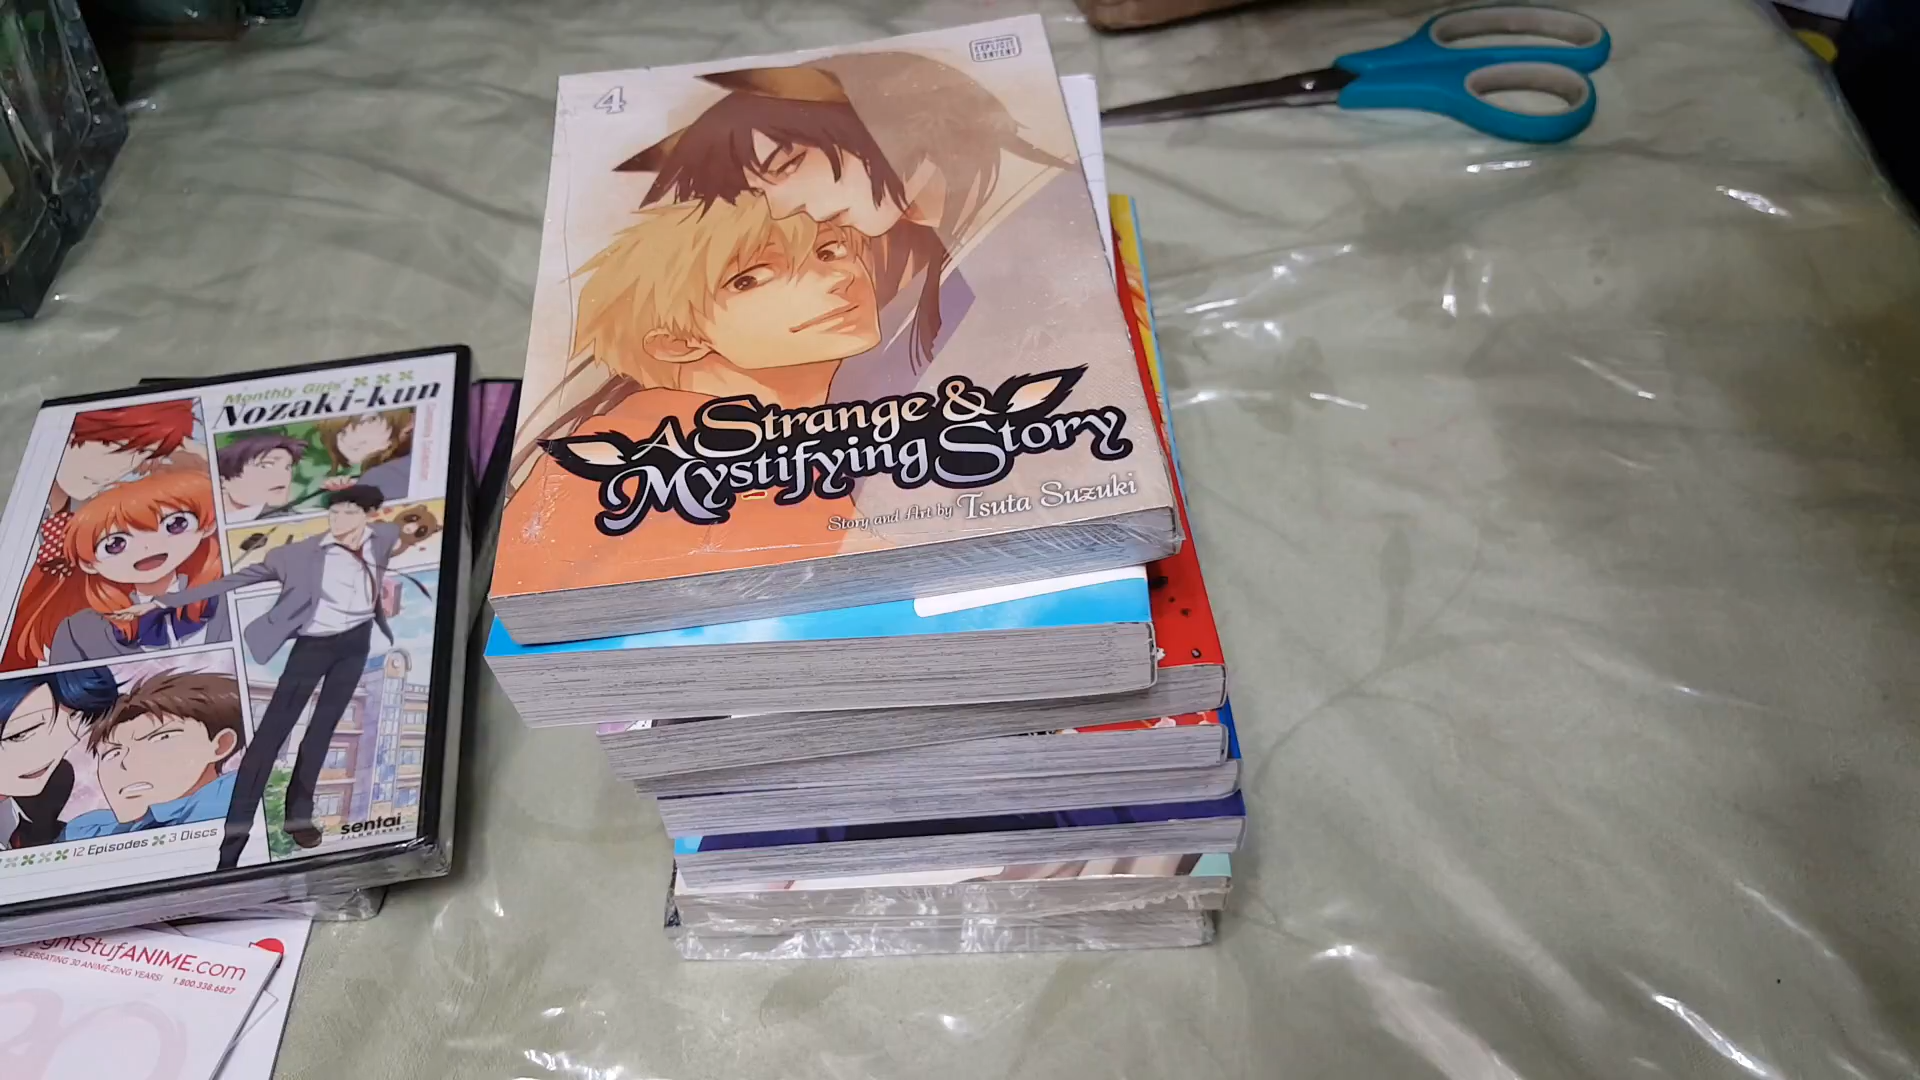 EXPLICIT
CONTENT
4
A Strange &
Mystifying Story
Story and Art by Tsuta Suzuki
Monthly Girls'
Nozaki-kun
12 Episodes 3 Discs
sentai
FILMWORKS
ghtStufANIME.com
CELEBRATING 30 ANIME-ZING YEARS! 1.800.338.6827